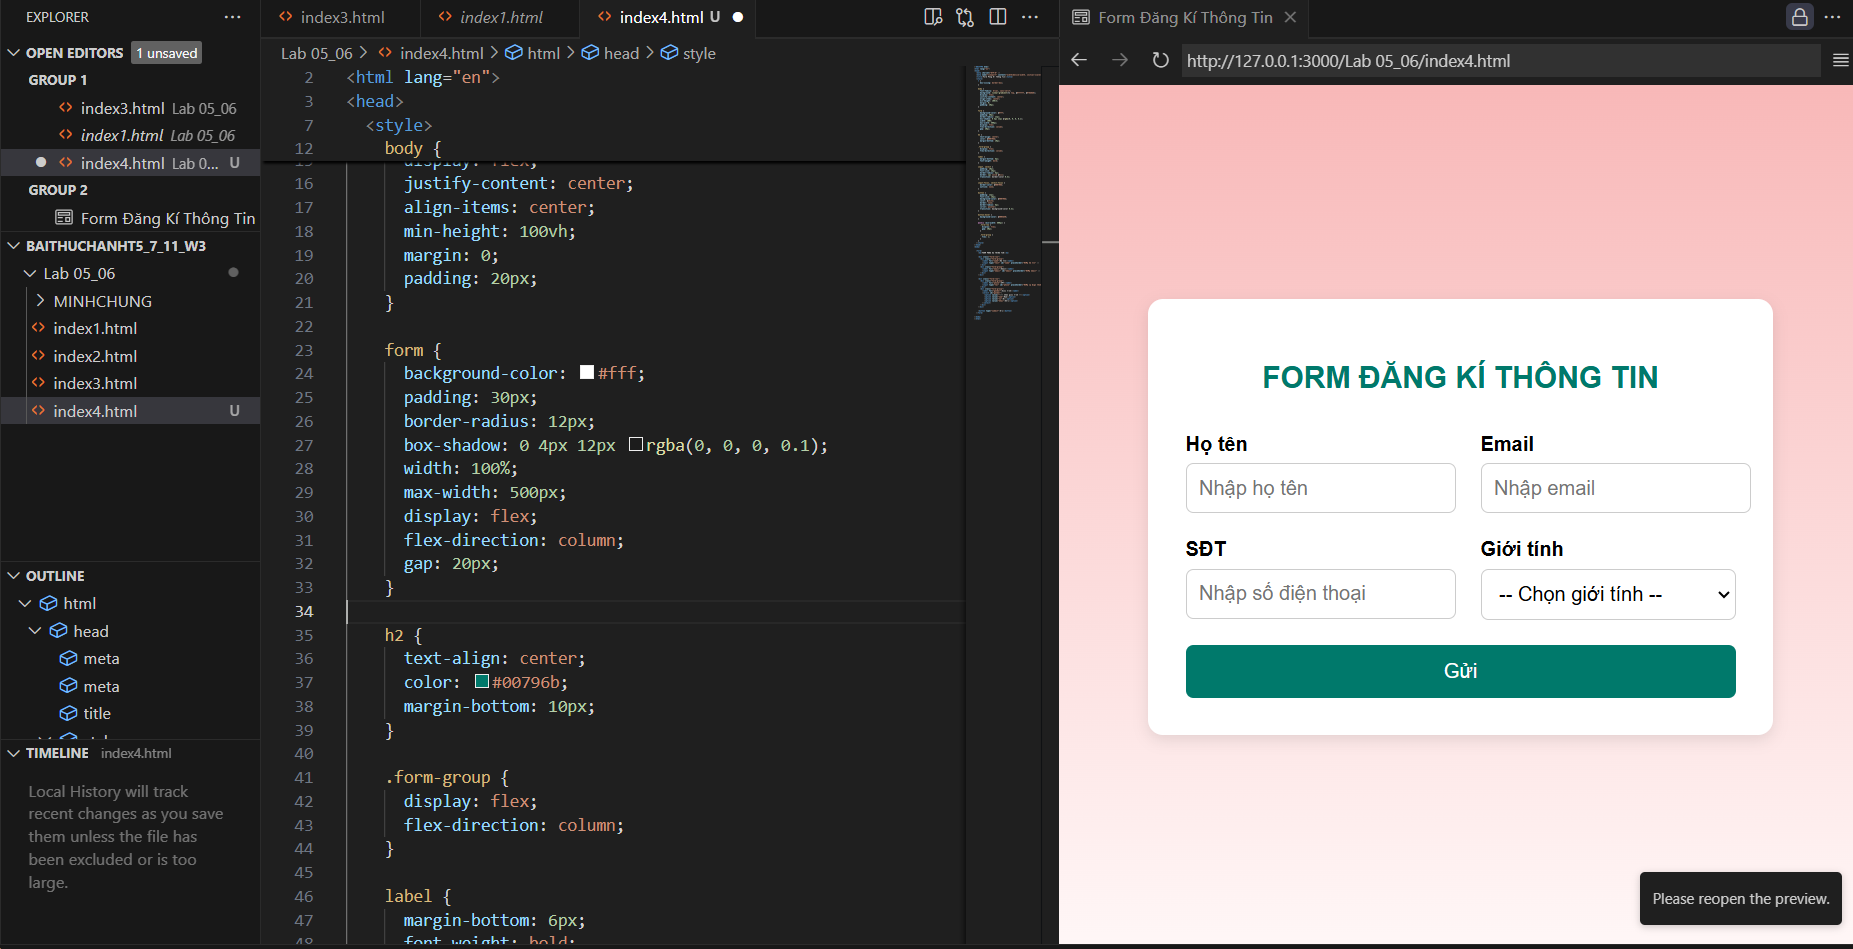 EXPLORER
OPEN EDITORS 1 unsaved
GROUP 1
index3.html Lab 05_06
index1.html Lab 05_06
index4.html Lab 0... U
GROUP 2
Form Đăng Kí Thông Tin
BAITHUCHANHT5_7_11_W3
Lab 05_06
MINHCHUNG
index1.html
index2.html
index3.html
index4.html U
OUTLINE
html
head
meta
meta
title
TIMELINE index4.html
Local History will track
recent changes as you save
them unless the file has
been excluded or is too
large.
index3.html
index1.html
index4.html U
Lab 05_06 > index4.html > html > head > style
2 <html lang="en">
3 <head>
7 <style>
12 body {
display: flex;
16 justify-content: center;
17 align-items: center;
18 min-height: 100vh;
19 margin: 0;
20 padding: 20px;
21 }
22
23 form {
24 background-color: #fff;
25 padding: 30px;
26 border-radius: 12px;
27 box-shadow: 0 4px 12px rgba(0, 0, 0, 0.1);
28 width: 100%;
29 max-width: 500px;
30 display: flex;
31 flex-direction: column;
32 gap: 20px;
33 }
34
35 h2 {
36 text-align: center;
37 color: #00796b;
38 margin-bottom: 10px;
39 }
40
41 .form-group {
42 display: flex;
43 flex-direction: column;
44 }
45
46 label {
47 margin-bottom: 6px;
48 font-weight: bold;
Form Đăng Kí Thông Tin
http://127.0.0.1:3000/Lab 05_06/index4.html
FORM ĐĂNG KÍ THÔNG TIN
Họ tên
Nhập họ tên
Email
Nhập email
SĐT
Nhập số điện thoại
Giới tính
-- Chọn giới tính --
Gửi
Please reopen the preview.